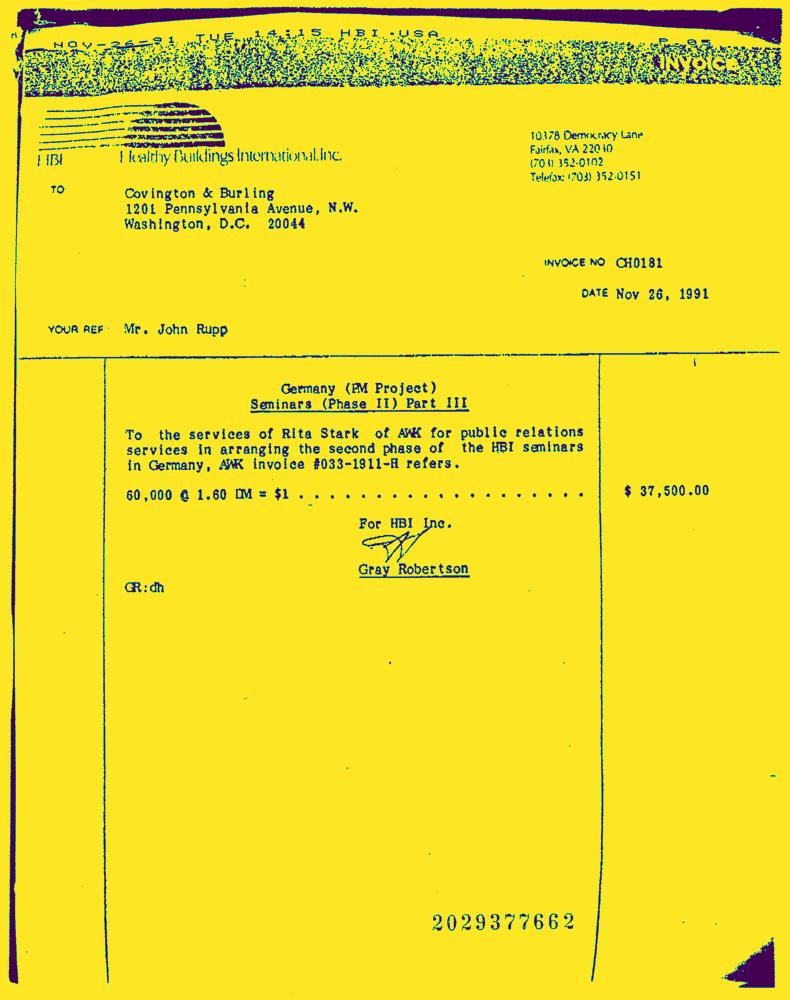 NOV-26-91 TUE 14:15 HBI-USA P.05
INVOICE
HBI
Healthy Buildings International, Inc.
10378 Democracy Lane
Fairfax, VA 22030
(703) 352-0102
Telefax: (703) 352-0151
TO
Covington & Burling
1201 Pennsylvania Avenue, N.W.
Washington, D.C. 20044
INVOICE NO CH0181
DATE Nov 26, 1991
YOUR REF Mr. John Rupp
Germany (PM Project)
Seminars (Phase II) Part III
To the services of Rita Stark of AWK for public relations
services in arranging the second phase of the HBI seminars
in Germany, AWK invoice #033-1911-H refers.
60,000 @ 1.60 DM = $1 . . . . . . . . . . . . . . . . . . . $ 37,500.00
For HBI Inc.
Gray Robertson
GR:dh
2029377662